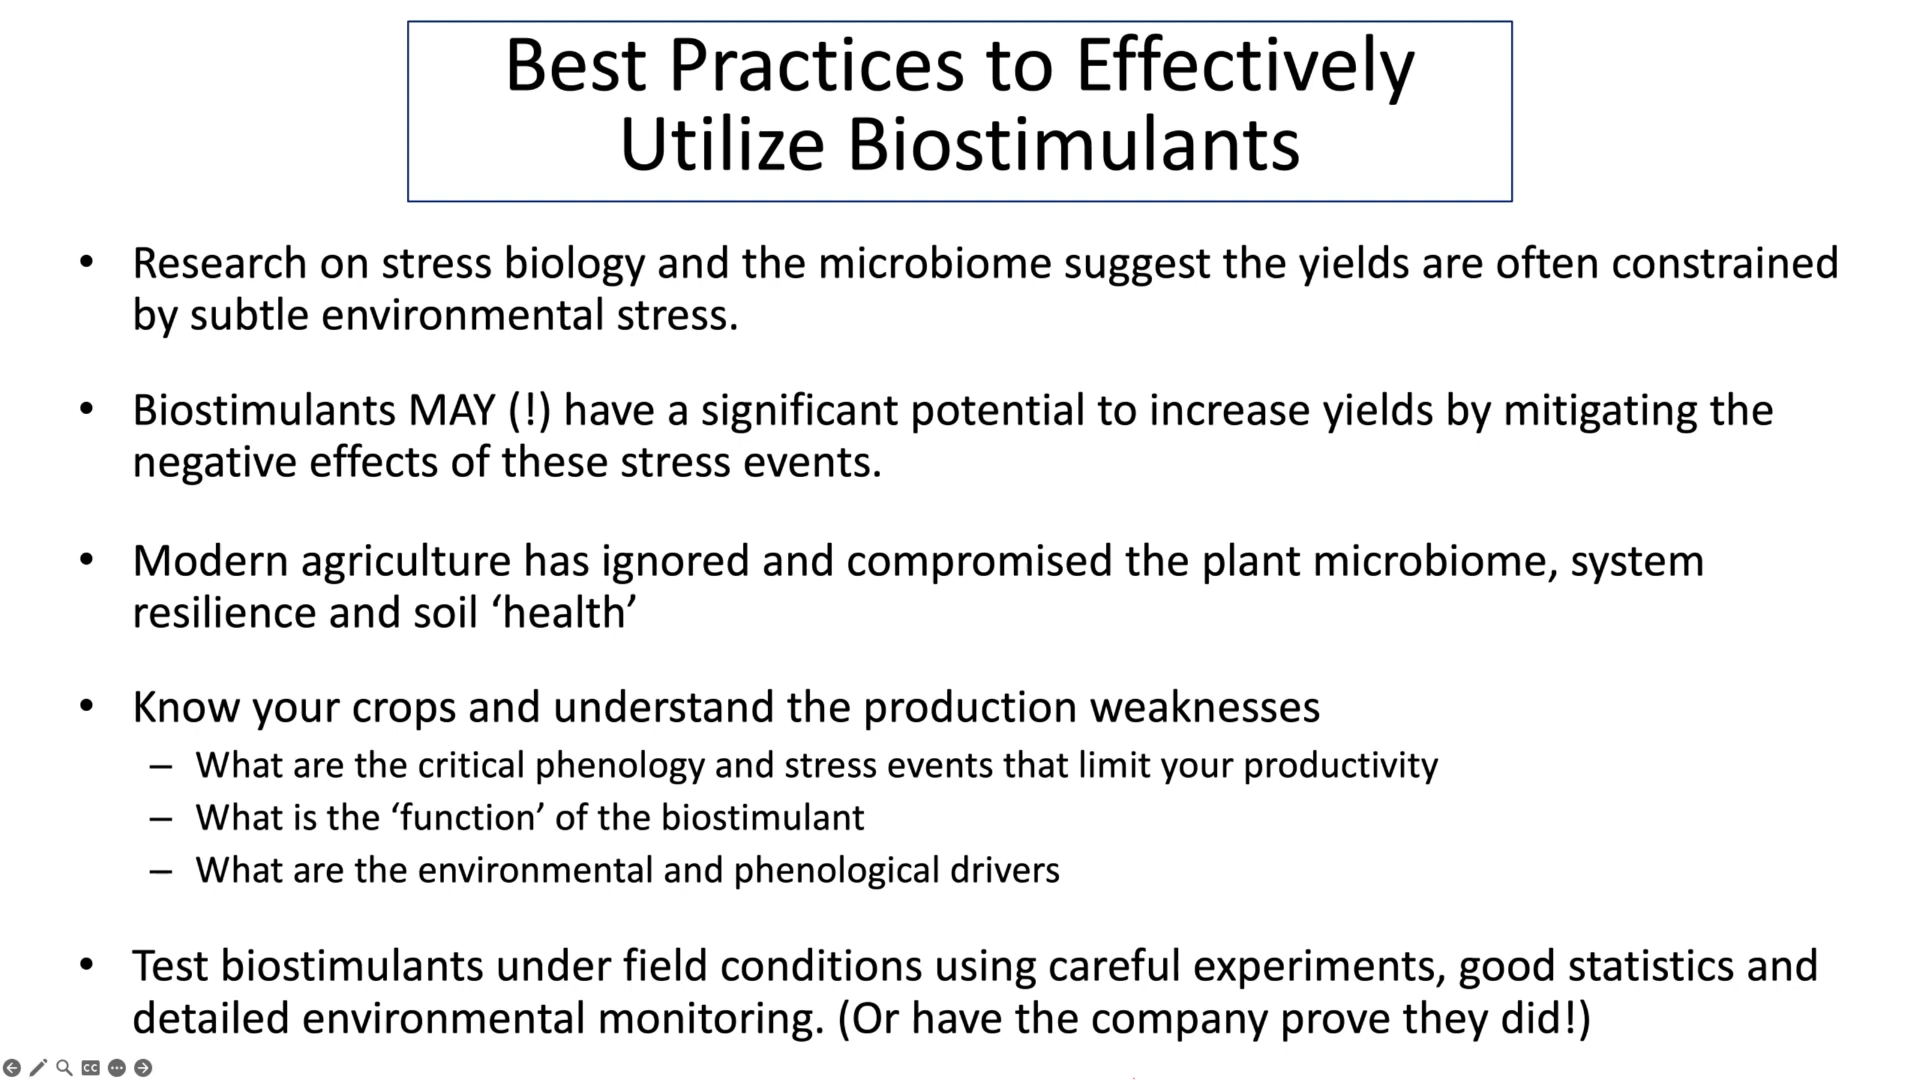 Best Practices to Effectively
Utilize Biostimulants
• Research on stress biology and the microbiome suggest the yields are often constrained
by subtle environmental stress.
• Biostimulants MAY (!) have a significant potential to increase yields by mitigating the
negative effects of these stress events.
• Modern agriculture has ignored and compromised the plant microbiome, system
resilience and soil ‘health’
• Know your crops and understand the production weaknesses
– What are the critical phenology and stress events that limit your productivity
– What is the ‘function’ of the biostimulant
– What are the environmental and phenological drivers
• Test biostimulants under field conditions using careful experiments, good statistics and
detailed environmental monitoring. (Or have the company prove they did!)
CC